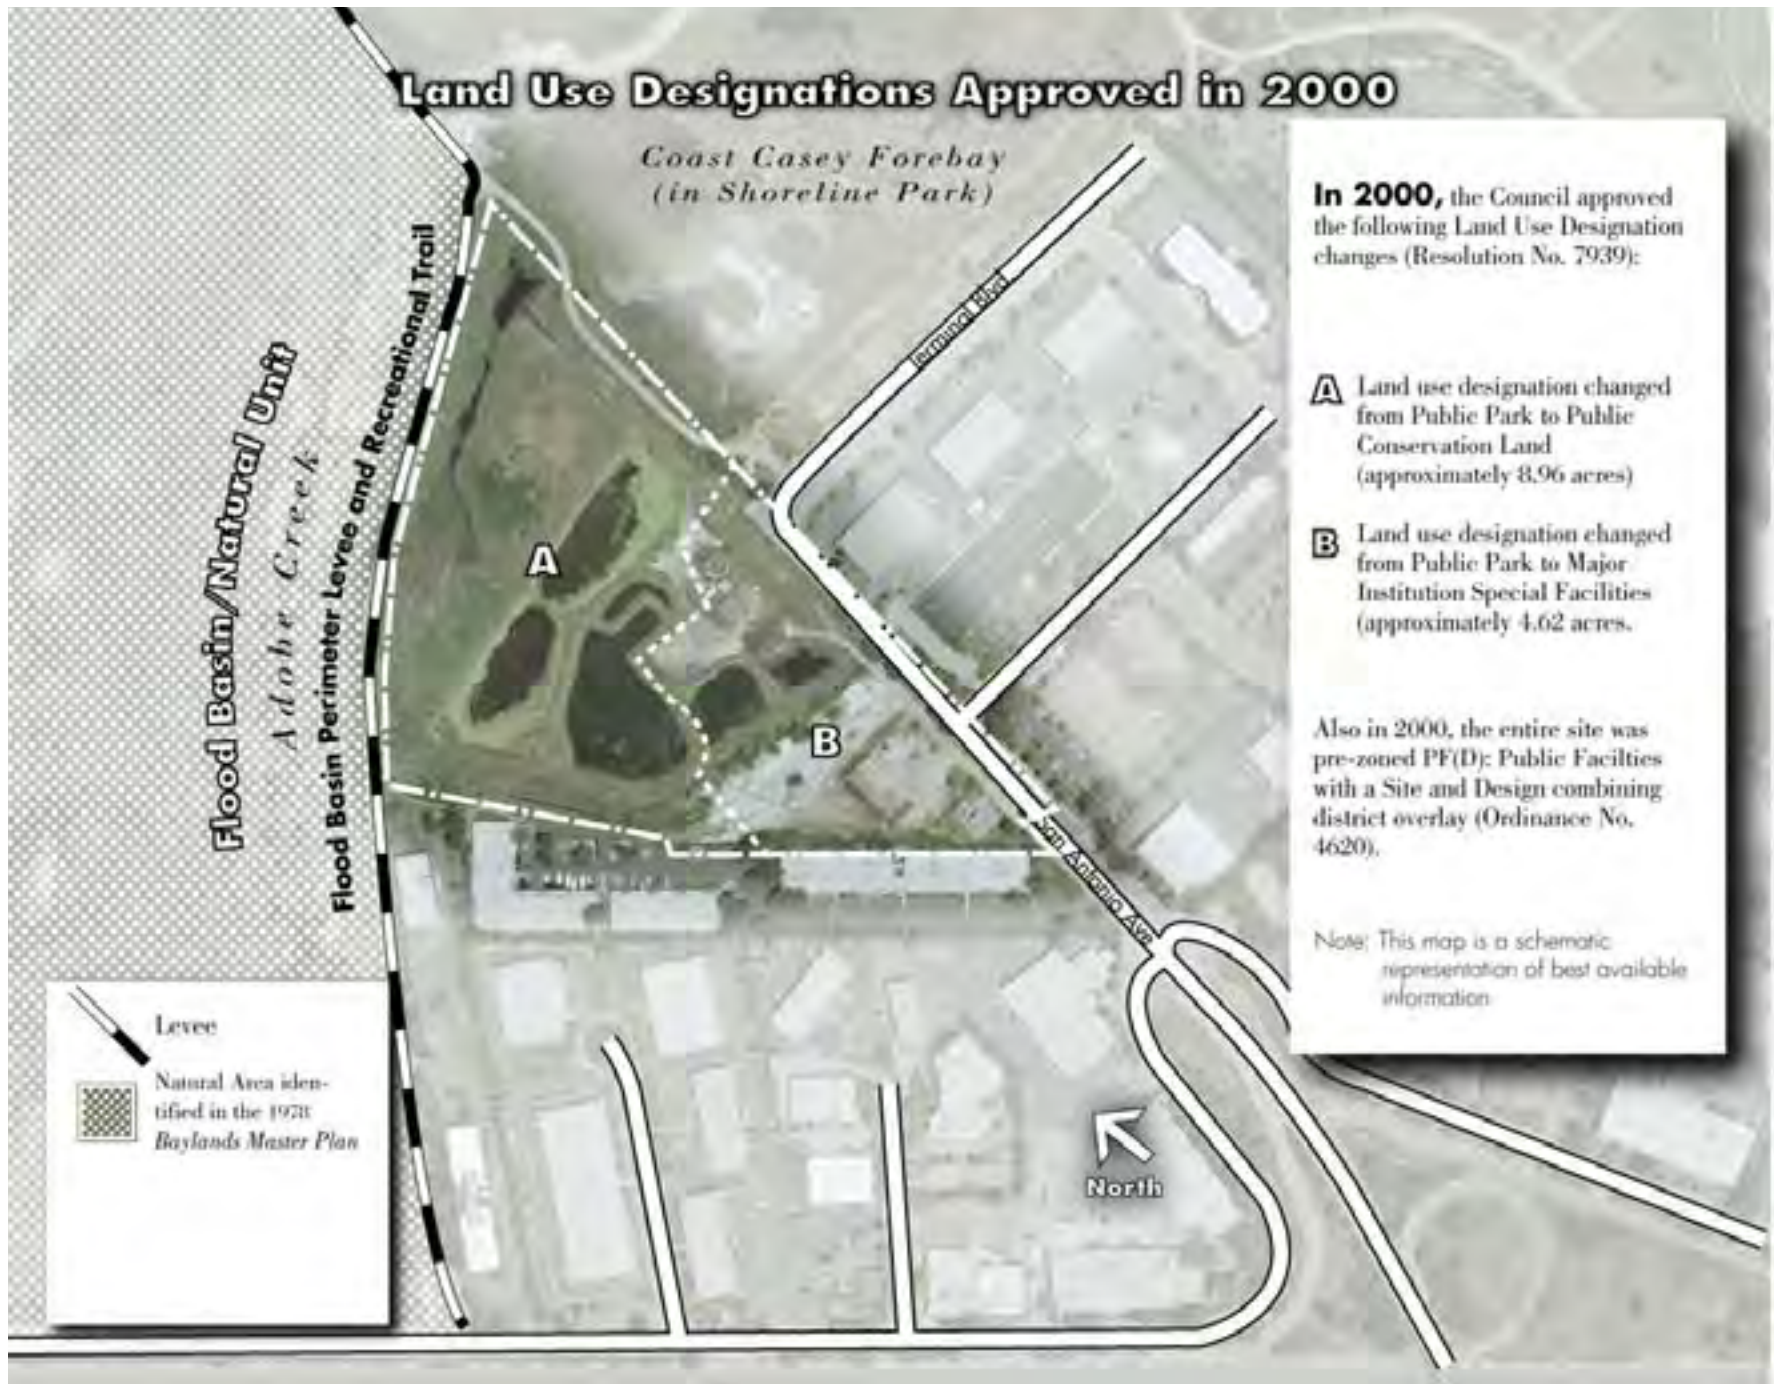 Land Use Designations Approved in 2000
Coast Casey Forebay
(in Shoreline Park)
Terminal Blvd
San Antonio Ave
Flood Basin/Natural Unit
Adobe Creek
Flood Basin Perimeter Levee and Recreational Trail
A
B
North
Levee
Natural Area iden-
tified in the 1978
Baylands Master Plan
In 2000, the Council approved
the following Land Use Designation
changes (Resolution No. 7939):
A Land use designation changed
from Public Park to Public
Conservation Land
(approximately 8.96 acres)
B Land use designation changed
from Public Park to Major
Institution Special Facilities
(approximately 4.62 acres.
Also in 2000, the entire site was
pre-zoned PF(D): Public Facilties
with a Site and Design combining
district overlay (Ordinance No.
4620).
Note: This map is a schematic
representation of best available
information